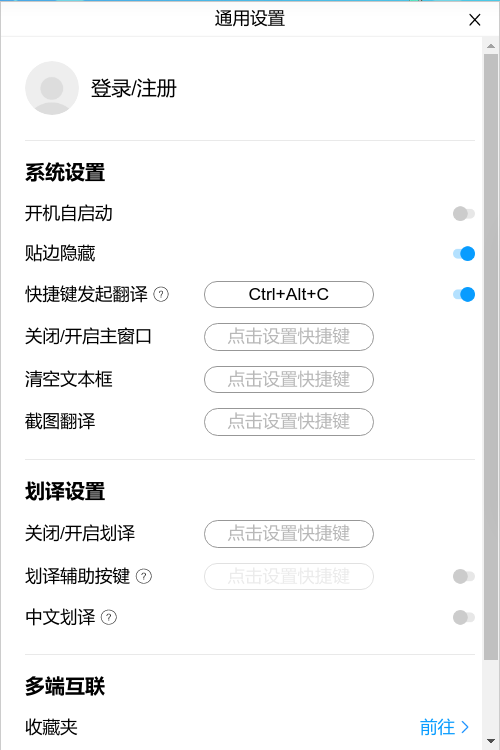 通用设置
登录/注册
系统设置
开机自启动
贴边隐藏
快捷键发起翻译 ? Ctrl+Alt+C
关闭/开启主窗口 点击设置快捷键
清空文本框 点击设置快捷键
截图翻译 点击设置快捷键
划译设置
关闭/开启划译 点击设置快捷键
划译辅助按键 ? 点击设置快捷键
中文划译 ?
多端互联
收藏夹 前往